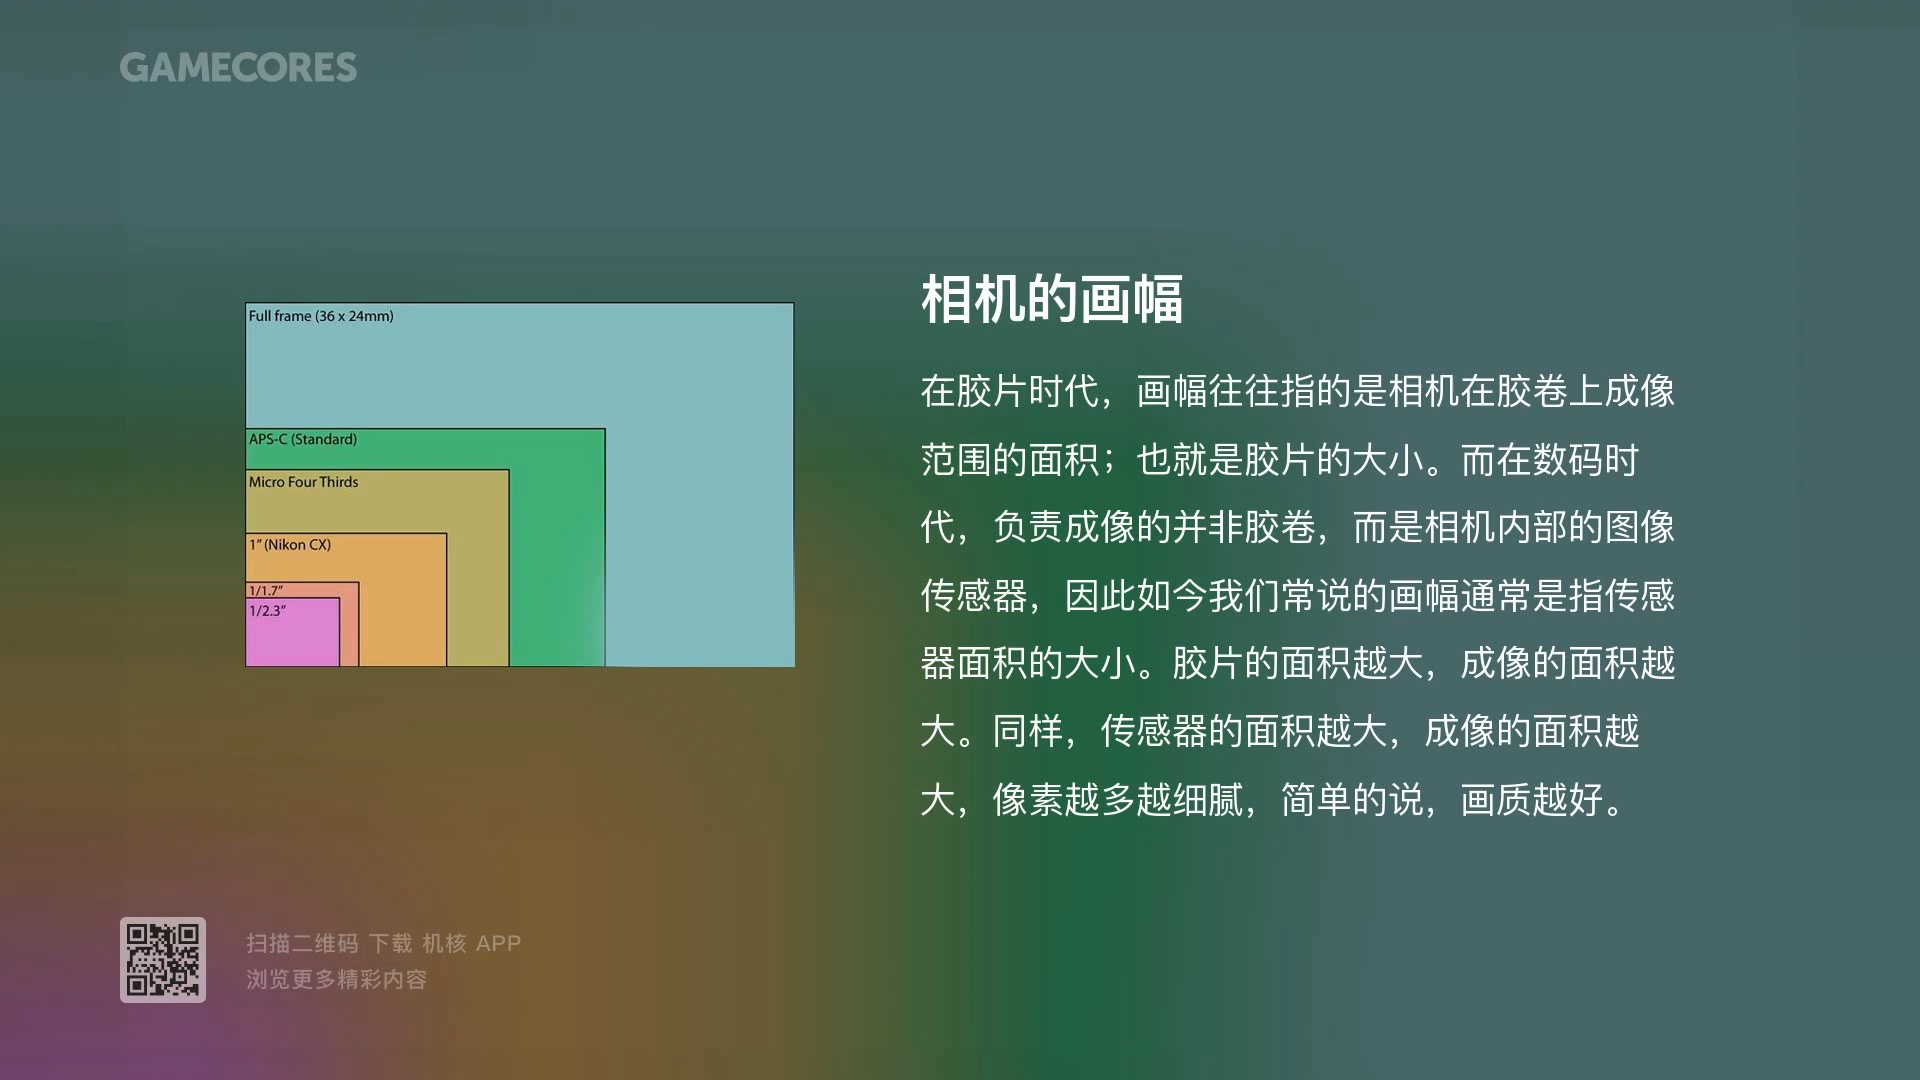 GAMECORES
Full frame (36 x 24mm)
APS-C (Standard)
Micro Four Thirds
1" (Nikon CX)
1/1.7"
1/2.3"
相机的画幅
在胶片时代，画幅往往指的是相机在胶卷上成像
范围的面积；也就是胶片的大小。而在数码时
代，负责成像的并非胶卷，而是相机内部的图像
传感器，因此如今我们常说的画幅通常是指传感
器面积的大小。胶片的面积越大，成像的面积越
大。同样，传感器的面积越大，成像的面积越
大，像素越多越细腻，简单的说，画质越好。
扫描二维码 下载 机核 APP
浏览更多精彩内容